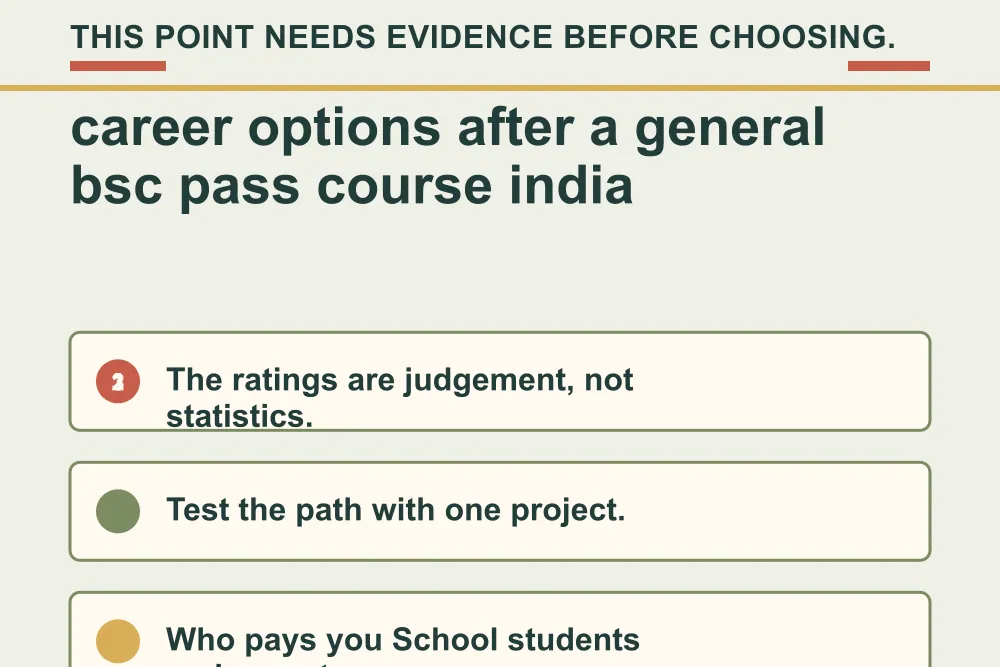 THIS POINT NEEDS EVIDENCE BEFORE CHOOSING.
career options after a general
bsc pass course india
The ratings are judgement, not
statistics.
Test the path with one project.
Who pays you School students